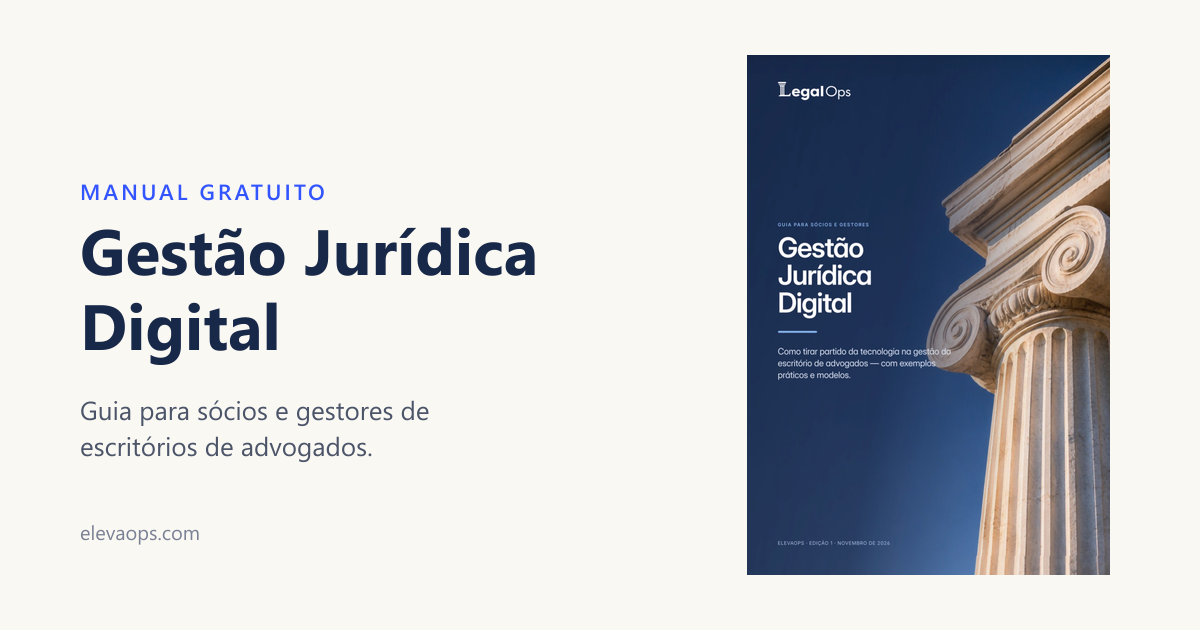 MANUAL GRATUITO
Gestão Jurídica
Digital
Guia para sócios e gestores de
escritórios de advogados.
elevaops.com
LegalOps
GUIA PARA SÓCIOS E GESTORES
Gestão
Jurídica
Digital
Como tirar partido da tecnologia na gestão do
escritório de advogados — com exemplos
práticos e modelos.
ELEVAOPS · EDIÇÃO 1 · NOVEMBRO DE 2026